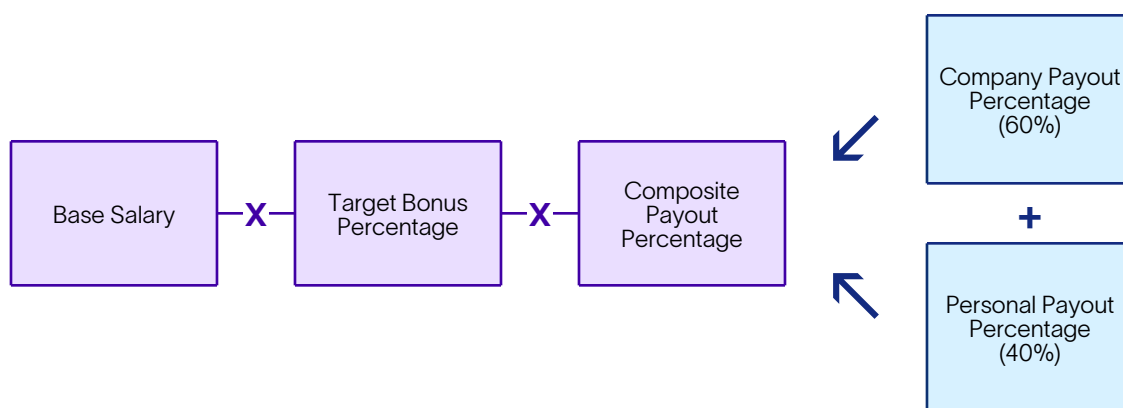 Base Salary
X
Target Bonus
Percentage
X
Composite
Payout
Percentage
Company Payout
Percentage
(60%)
+
Personal Payout
Percentage
(40%)